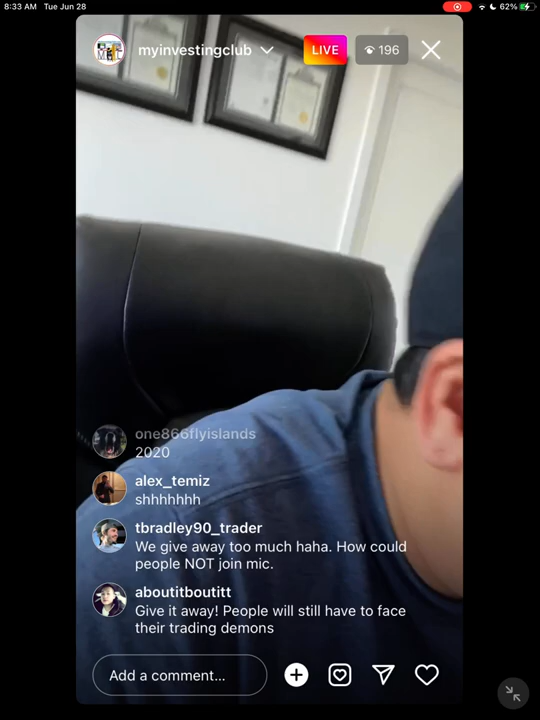 8:33 AM Tue Jun 28
62%
myinvestingclub
LIVE
196
one866flyislands
2020
alex_temiz
shhhhhhh
tbradley90_trader
We give away too much haha. How could
people NOT join mic.
aboutitboutitt
Give it away! People will still have to face
their trading demons
Add a comment...